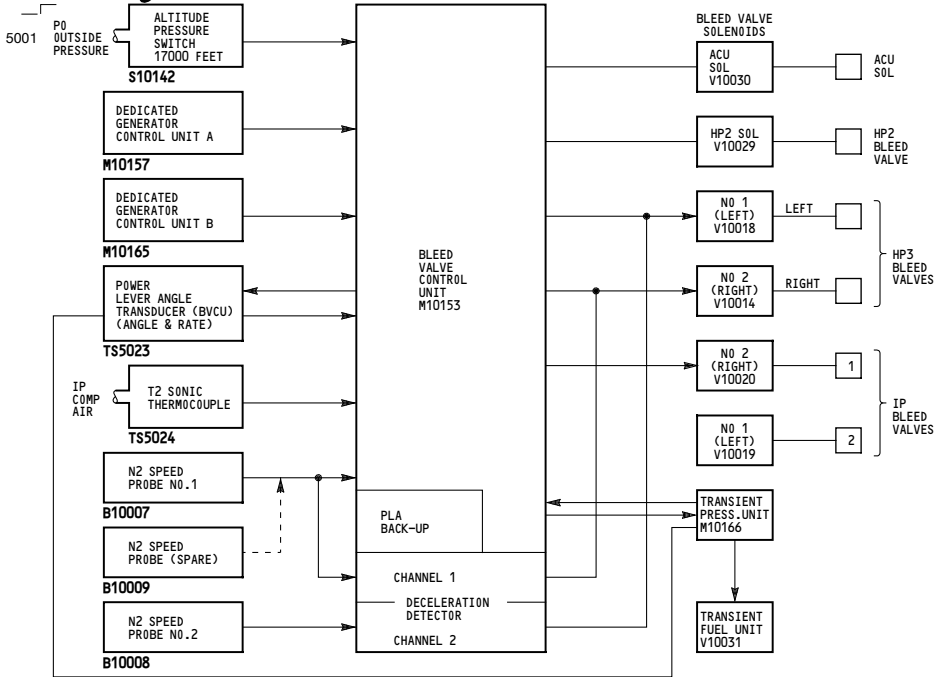 5001
P0
OUTSIDE
PRESSURE
ALTITUDE
PRESSURE
SWITCH
17000 FEET
S10142
DEDICATED
GENERATOR
CONTROL UNIT A
M10157
DEDICATED
GENERATOR
CONTROL UNIT B
M10165
POWER
LEVER ANGLE
TRANSDUCER (BVCU)
(ANGLE & RATE)
TS5023
IP
COMP
AIR
T2 SONIC
THERMOCOUPLE
TS5024
N2 SPEED
PROBE NO.1
B10007
N2 SPEED
PROBE (SPARE)
B10009
N2 SPEED
PROBE NO.2
B10008
BLEED
VALVE
CONTROL
UNIT
M10153
PLA
BACK-UP
CHANNEL 1
DECELERATION
DETECTOR
CHANNEL 2
BLEED VALVE
SOLENOIDS
ACU
SOL
V10030
ACU
SOL
HP2 SOL
V10029
HP2
BLEED
VALVE
NO 1
(LEFT)
V10018
LEFT
NO 2
(RIGHT)
V10014
RIGHT
HP3
BLEED
VALVES
NO 2
(RIGHT)
V10020
1
NO 1
(LEFT)
V10019
2
IP
BLEED
VALVES
TRANSIENT
PRESS.UNIT
M10166
TRANSIENT
FUEL UNIT
V10031